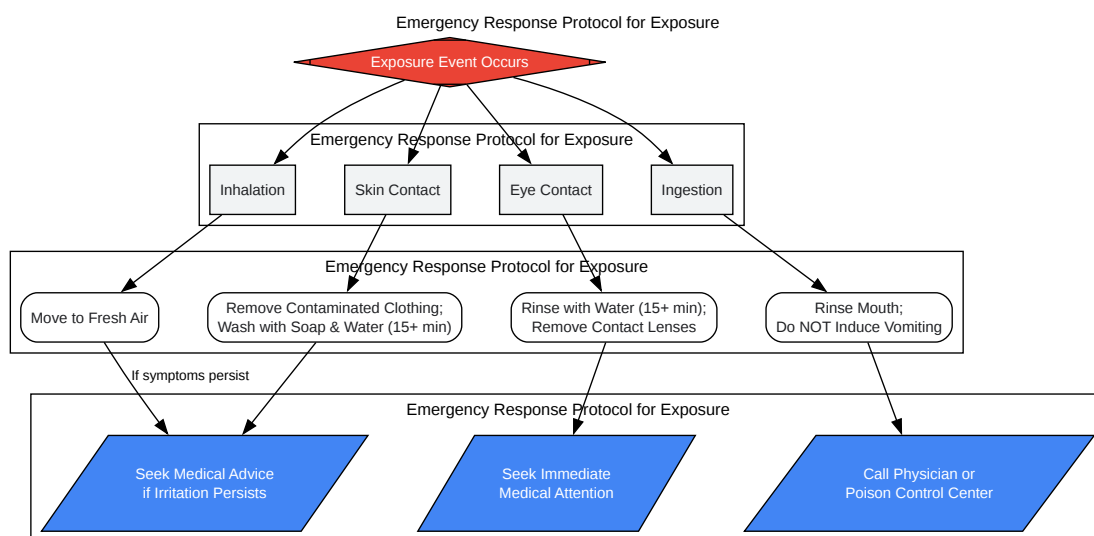 Emergency Response Protocol for Exposure
Exposure Event Occurs
Emergency Response Protocol for Exposure
Inhalation
Skin Contact
Eye Contact
Ingestion
Emergency Response Protocol for Exposure
Move to Fresh Air
Remove Contaminated Clothing;
Wash with Soap & Water (15+ min)
Rinse with Water (15+ min);
Remove Contact Lenses
Rinse Mouth;
Do NOT Induce Vomiting
If symptoms persist
Emergency Response Protocol for Exposure
Seek Medical Advice
if Irritation Persists
Seek Immediate
Medical Attention
Call Physician or
Poison Control Center